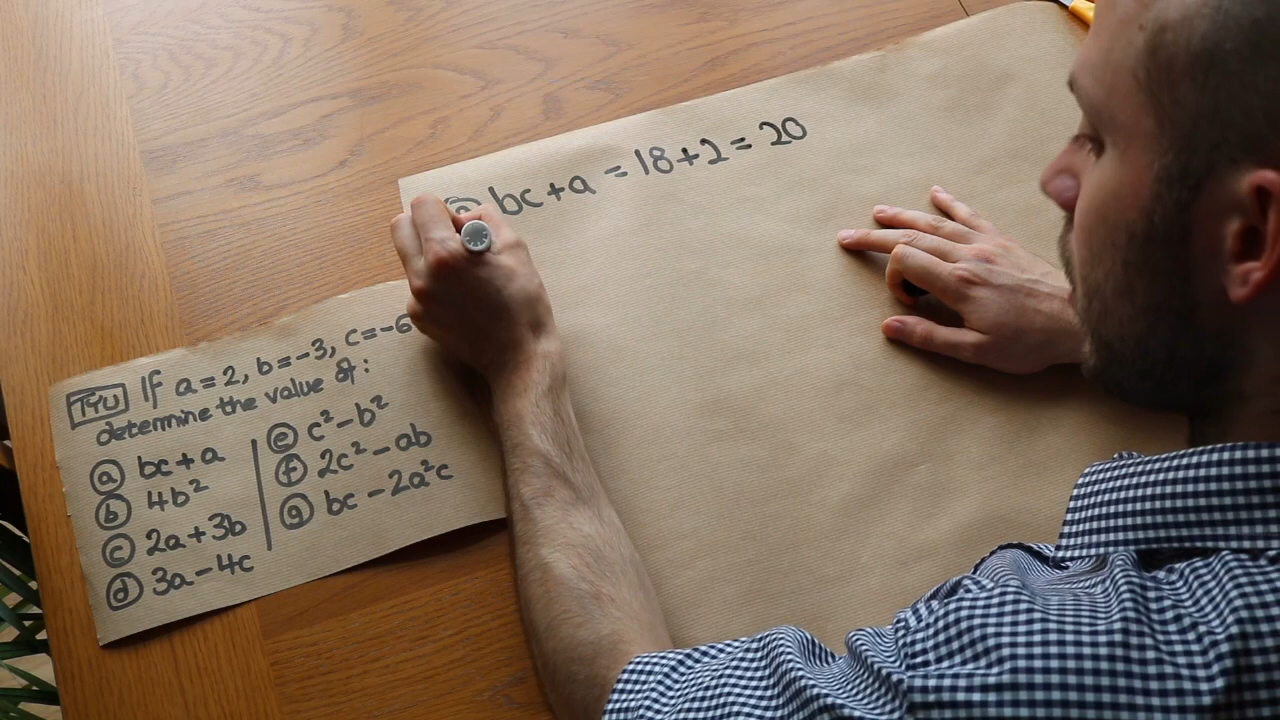 a bc+a = 18+2 = 20
TYU If a=2, b=-3, c=-6
determine the value of:
a bc+a
b 4b²
c 2a+3b
d 3a-4c
e c²-b²
f 2c²-ab
g bc-2a²c